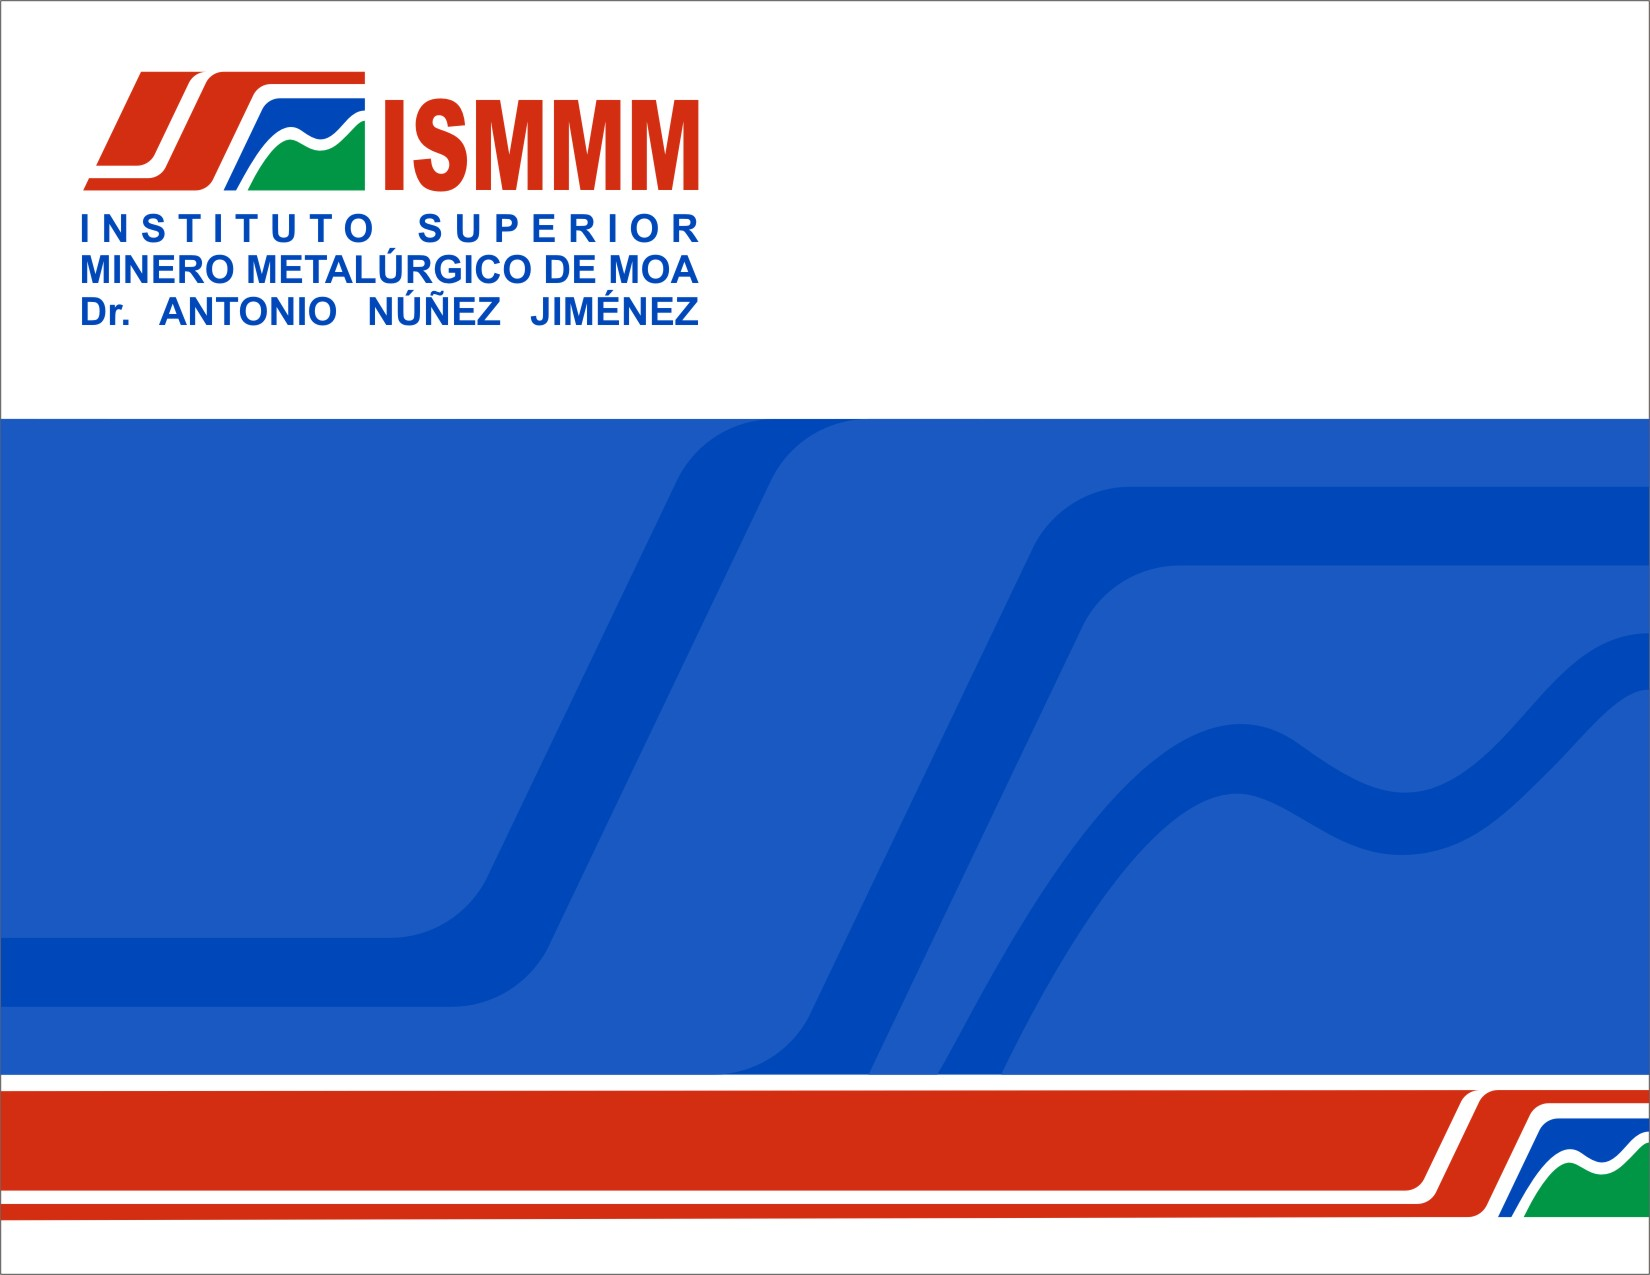 ISMMM
INSTITUTO SUPERIOR
MINERO METALÚRGICO DE MOA
Dr. ANTONIO NÚÑEZ JIMÉNEZ